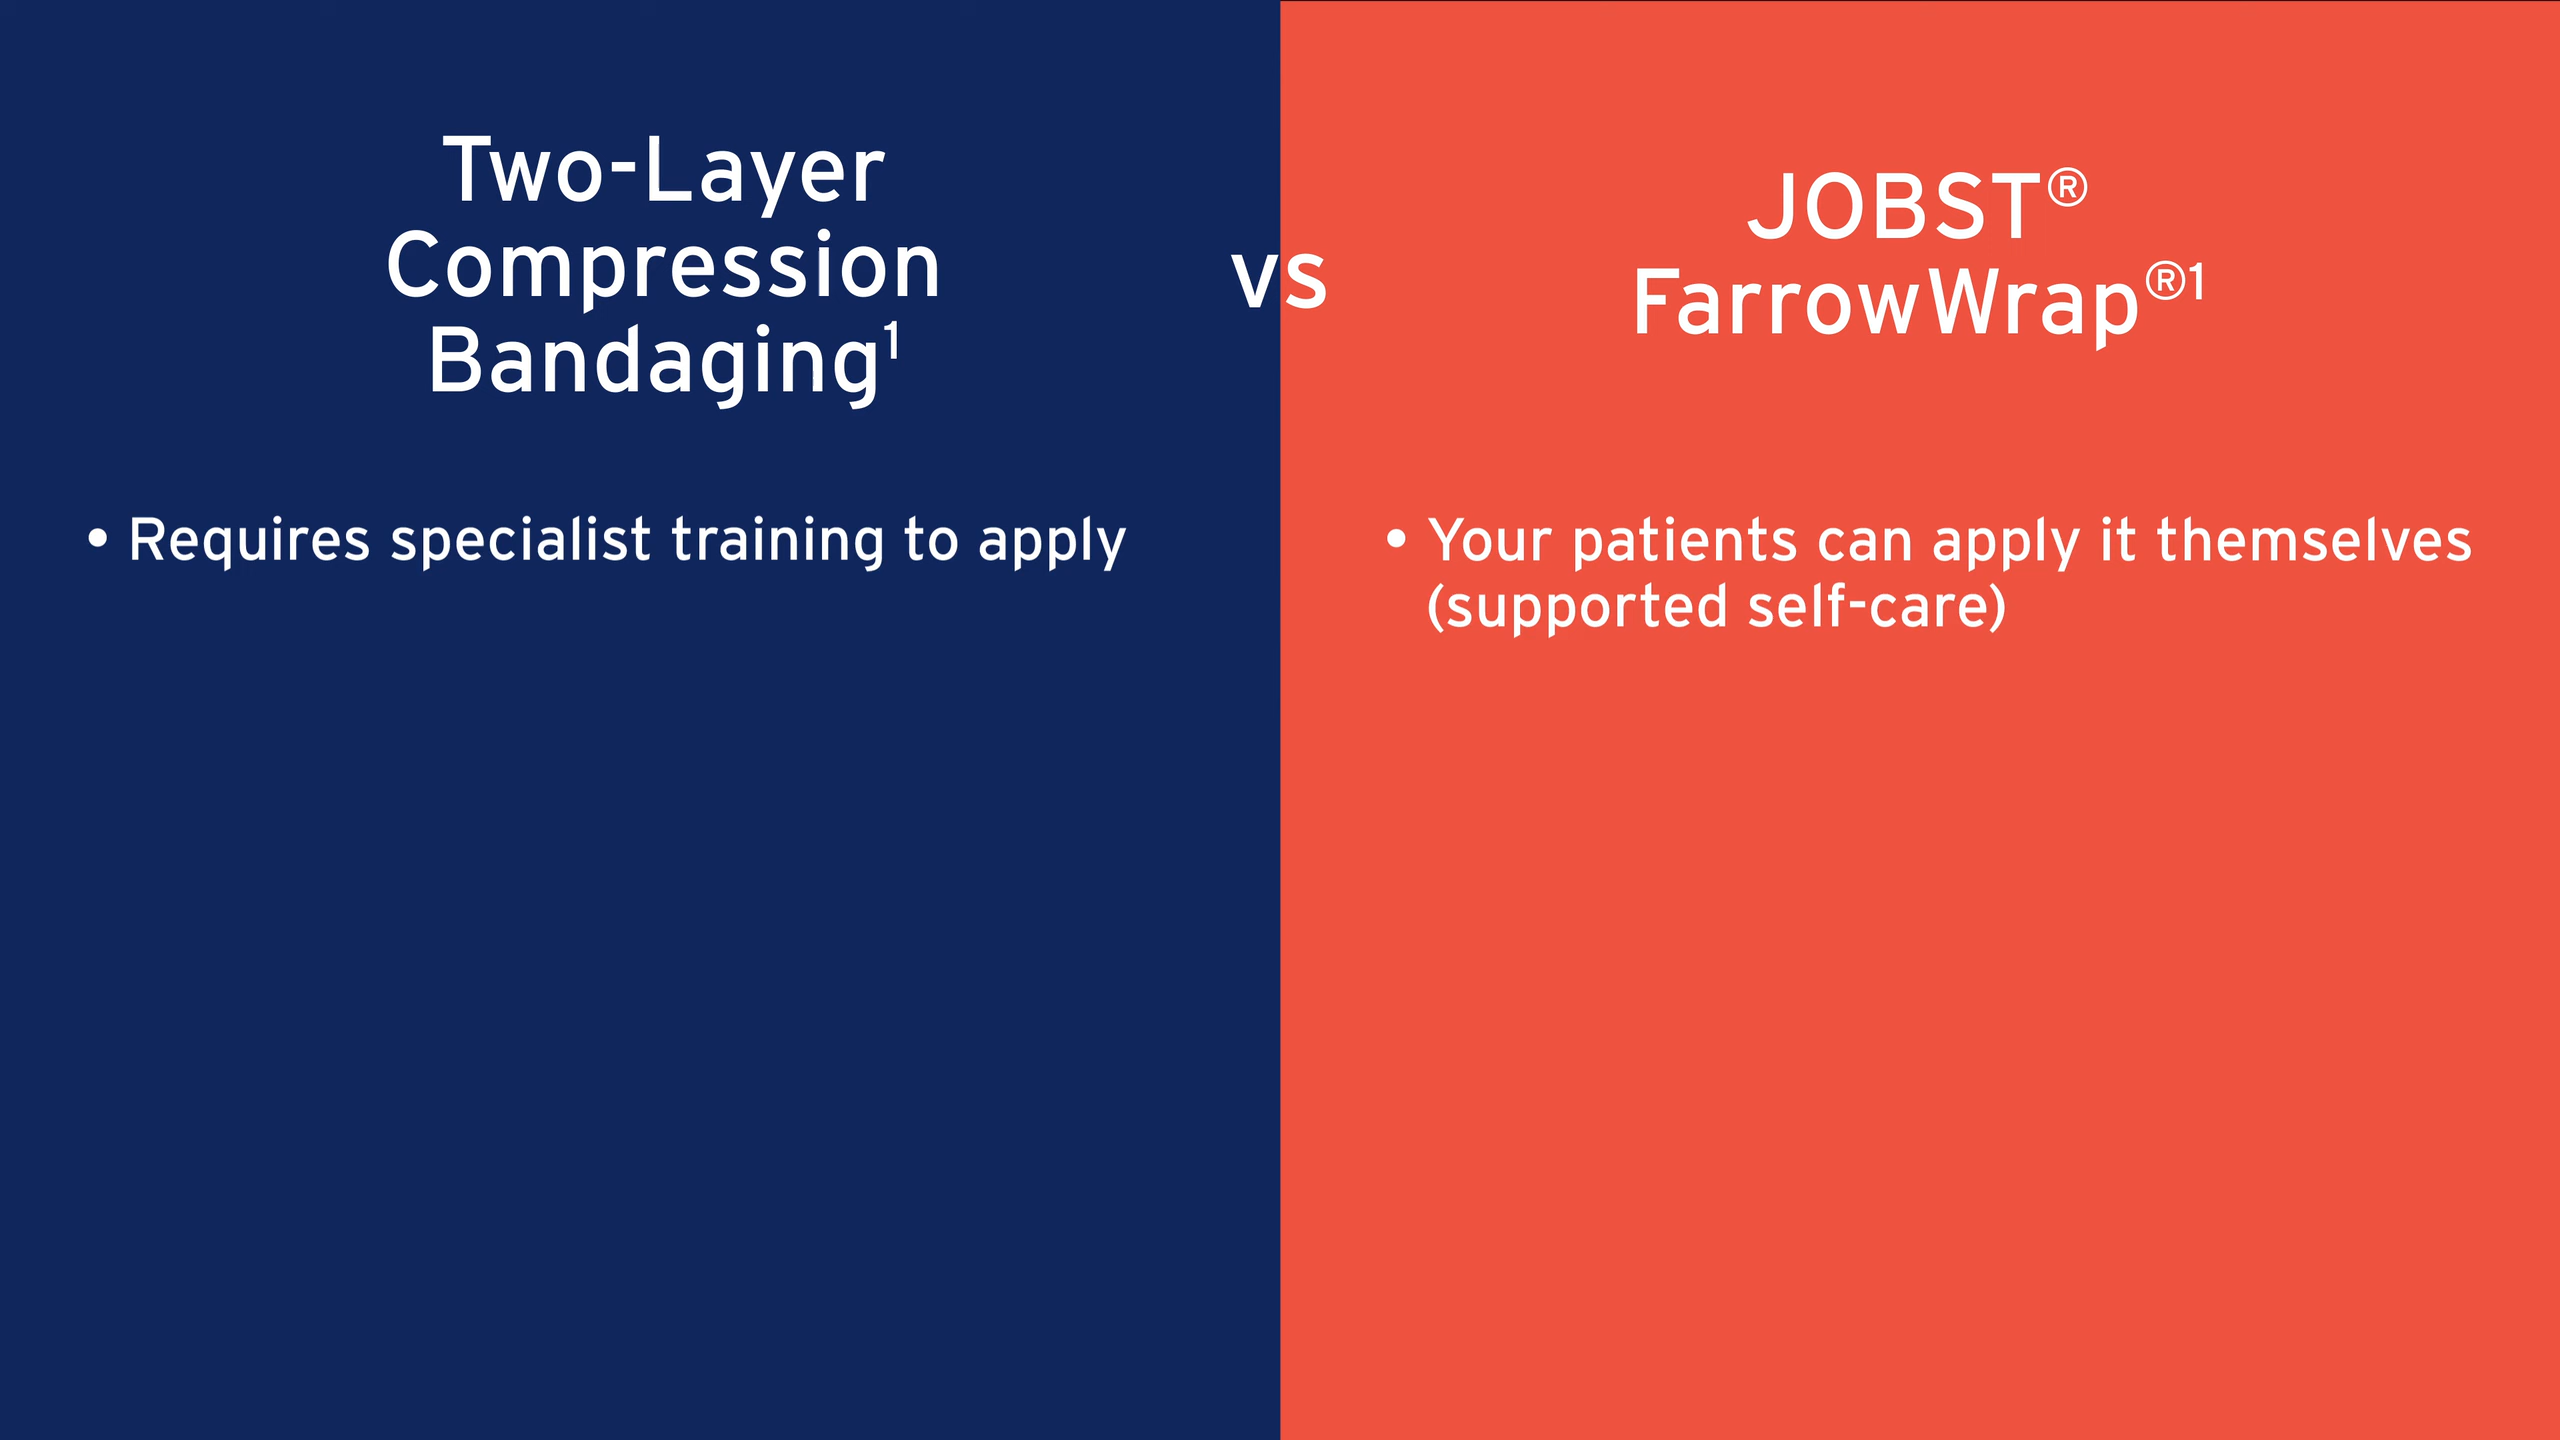 Two-Layer
Compression
Bandaging¹
vs
JOBST®
FarrowWrap®¹
• Requires specialist training to apply
• Your patients can apply it themselves
(supported self-care)